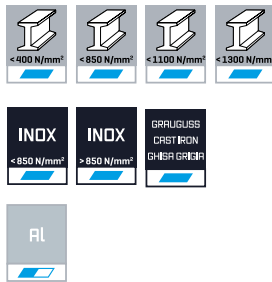 <400 N/mm² <850 N/mm² <1100 N/mm² <1300 N/mm²
INOX INOX GRAUGUSS
CAST IRON
GHISA GRIGIA
<850 N/mm² >850 N/mm²
Al